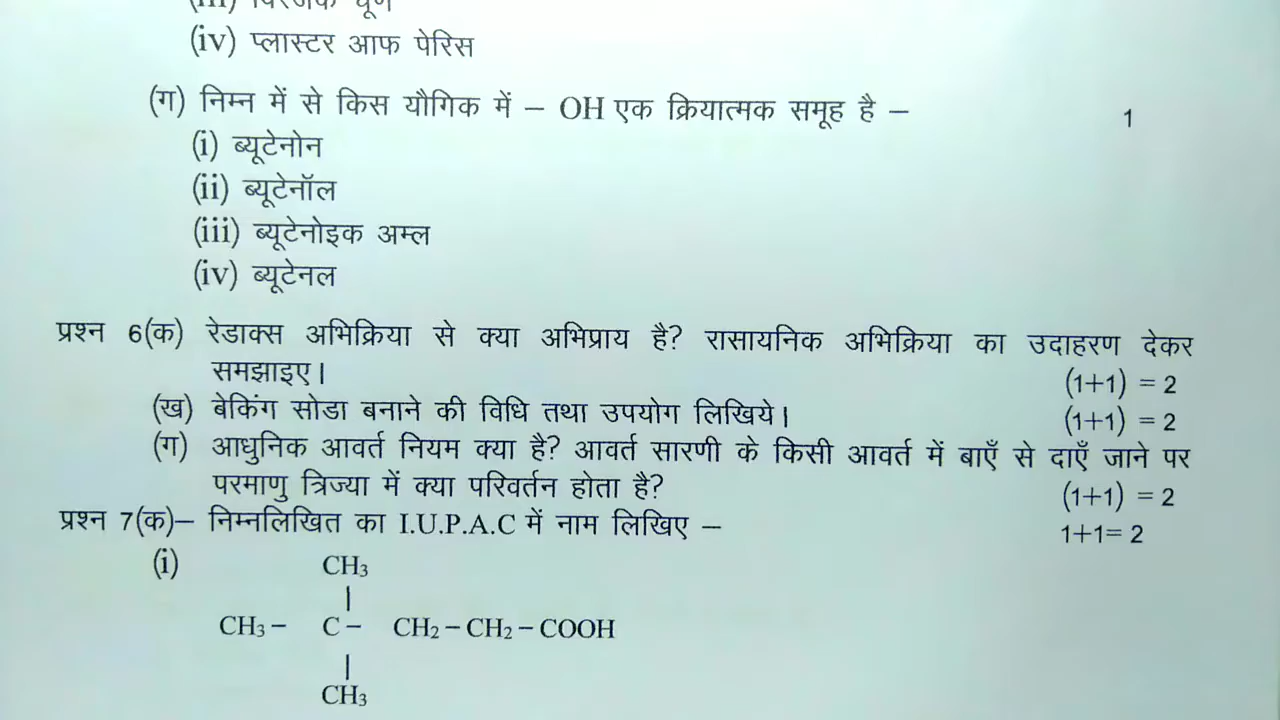 (iv) प्लास्टर आफ पेरिस
(ग) निम्न में से किस यौगिक में – OH एक क्रियात्मक समूह है – 1
(i) ब्यूटेनोन
(ii) ब्यूटेनॉल
(iii) ब्यूटेनोइक अम्ल
(iv) ब्यूटेनल
प्रश्न 6(क) रेडाक्स अभिक्रिया से क्या अभिप्राय है? रासायनिक अभिक्रिया का उदाहरण देकर
समझाइए। (1+1) = 2
(ख) बेकिंग सोडा बनाने की विधि तथा उपयोग लिखिये। (1+1) = 2
(ग) आधुनिक आवर्त नियम क्या है? आवर्त सारणी के किसी आवर्त में बाएँ से दाएँ जाने पर
परमाणु त्रिज्या में क्या परिवर्तन होता है? (1+1) = 2
प्रश्न 7(क)– निम्नलिखित का I.U.P.A.C में नाम लिखिए – 1+1= 2
(i) CH₃
|
CH₃ – C – CH₂ – CH₂ – COOH
|
CH₃